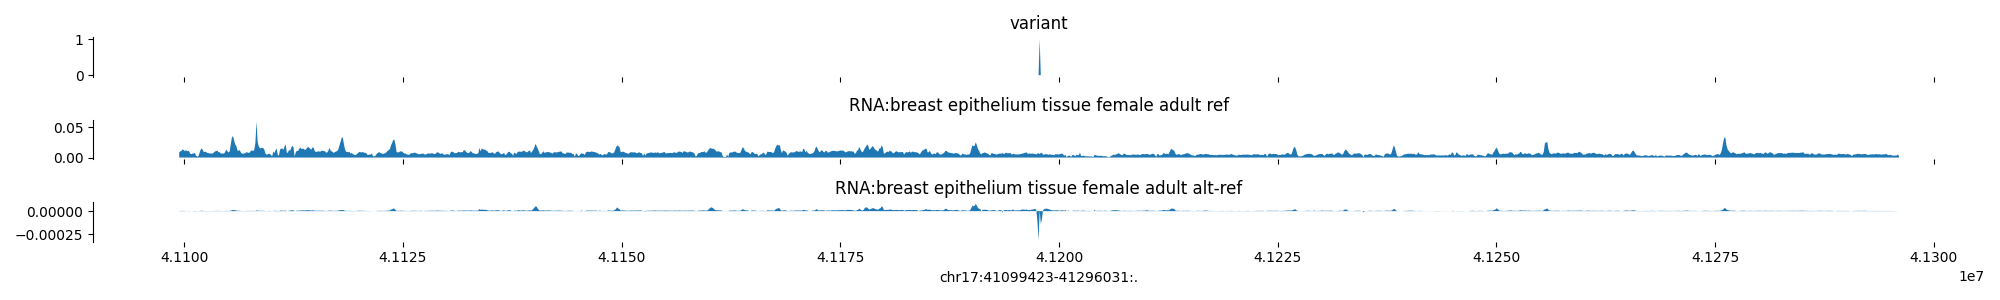 variant
1
0
RNA:breast epithelium tissue female adult ref
0.05
0.00
RNA:breast epithelium tissue female adult alt-ref
0.00000
−0.00025
4.1100 4.1125 4.1150 4.1175 4.1200 4.1225 4.1250 4.1275 4.1300
chr17:41099423-41296031:.
1e7